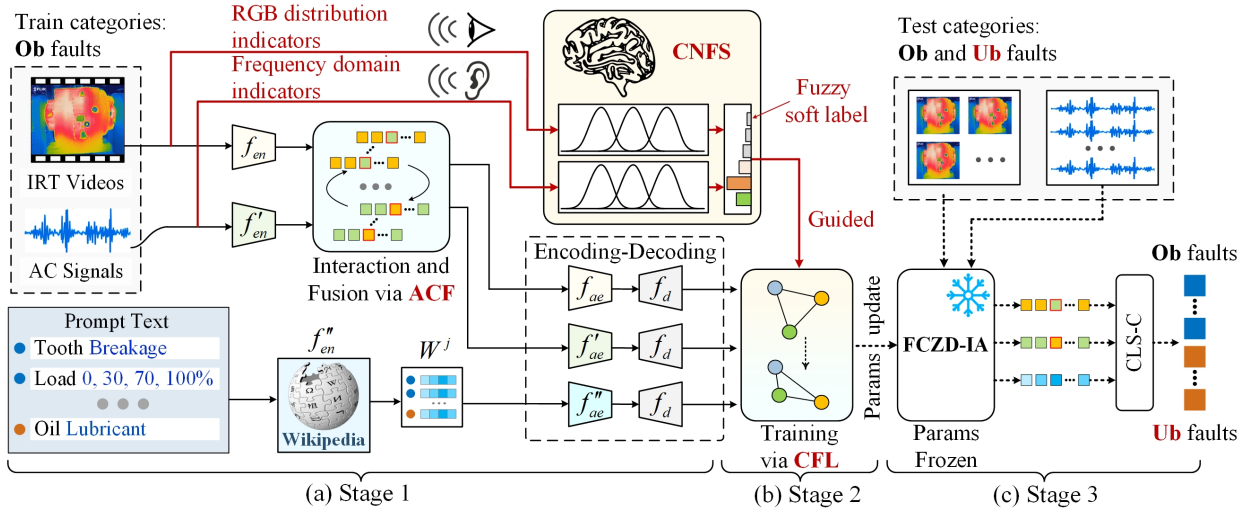 Train categories:
Ob faults
IRT Videos
AC Signals
RGB distribution
indicators
Frequency domain
indicators
f_en
f'_en
Interaction and
Fusion via ACF
CNFS
Fuzzy
soft label
Guided
Prompt Text
Tooth Breakage
Load 0, 30, 70, 100%
Oil Lubricant
f''_en
Wikipedia
W^j
Encoding-Decoding
f_ae
f_d
f'_ae
f_d
f''_ae
f_d
Training
via CFL
Params update
Test categories:
Ob and Ub faults
FCZD-IA
Params
Frozen
CLS-C
Ob faults
Ub faults
(a) Stage 1
(b) Stage 2
(c) Stage 3